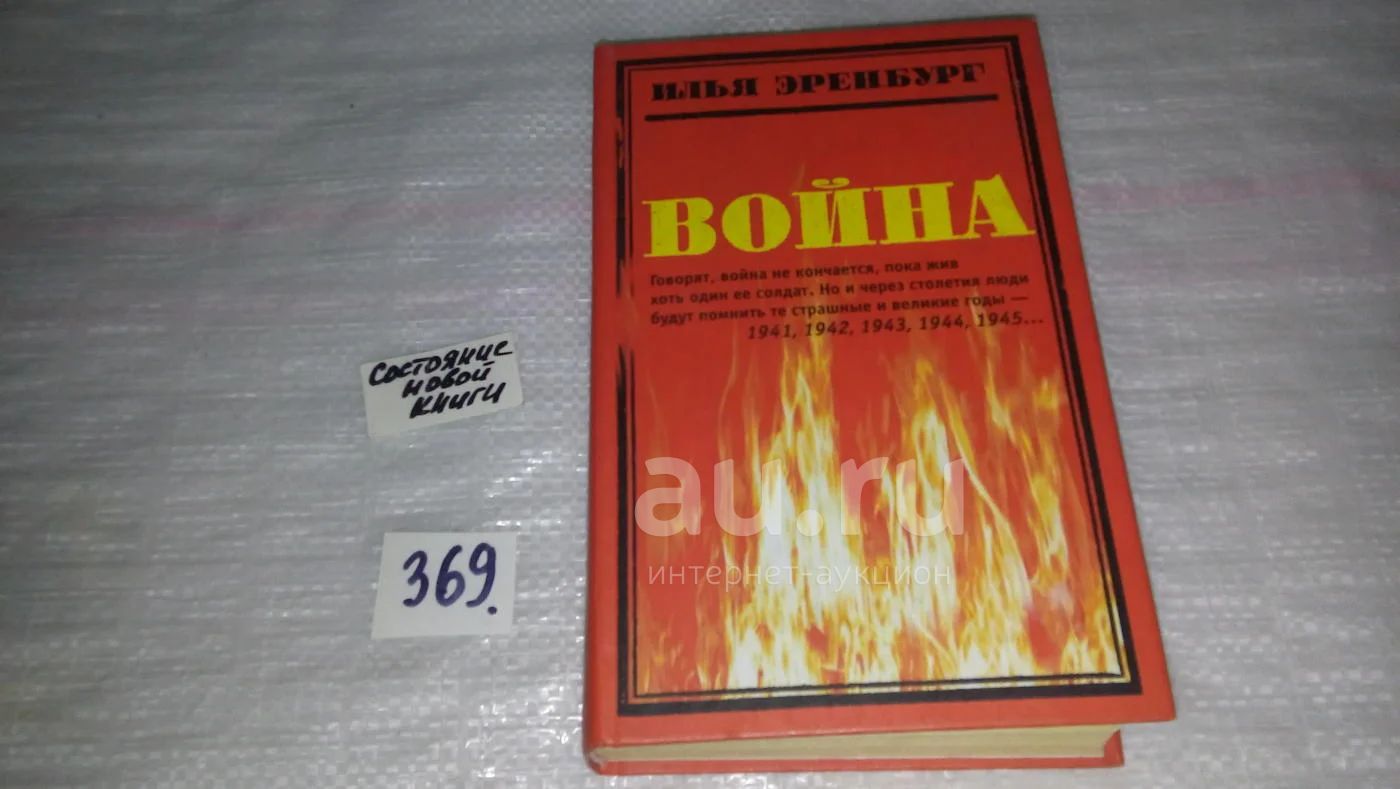 ИЛЬЯ ЭРЕНБУРГ
ВОЙНА
Говорят, война не кончается, пока жив
хоть один ее солдат. Но и через столетия люди
будут помнить те страшные и великие годы —
1941, 1942, 1943, 1944, 1945...
Состояние
новой
книги
369.
au.ru
интернет-аукцион